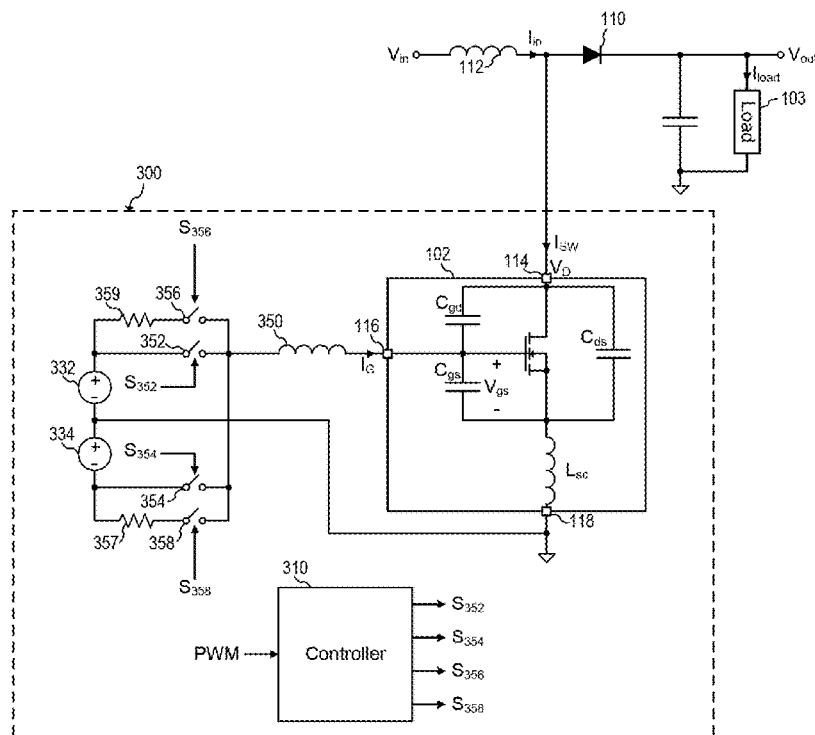 110
V_in
I_in
112
V_out
I_load
103
Load
300
S_356
I_SW
102
114
V_D
359
356
350
116
C_gd
C_ds
352
I_G
C_gs
+
V_gs
-
332
+
-
S_352
334
+
-
S_354
354
L_sc
118
357
358
S_358
310
PWM
Controller
S_352
S_354
S_356
S_358